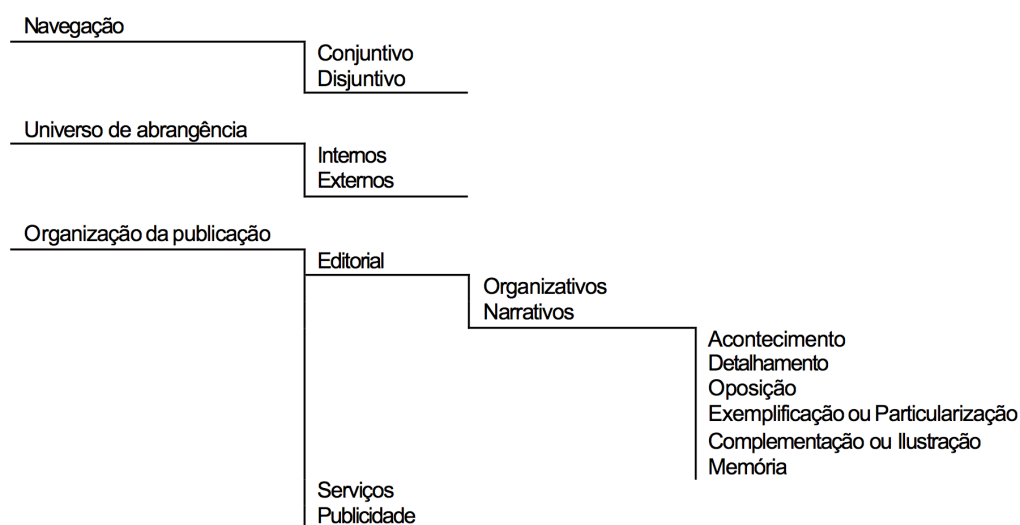 Navegação
Conjuntivo
Disjuntivo
Universo de abrangência
Internos
Externos
Organização da publicação
Editorial
Organizativos
Narrativos
Acontecimento
Detalhamento
Oposição
Exemplificação ou Particularização
Complementação ou Ilustração
Memória
Serviços
Publicidade